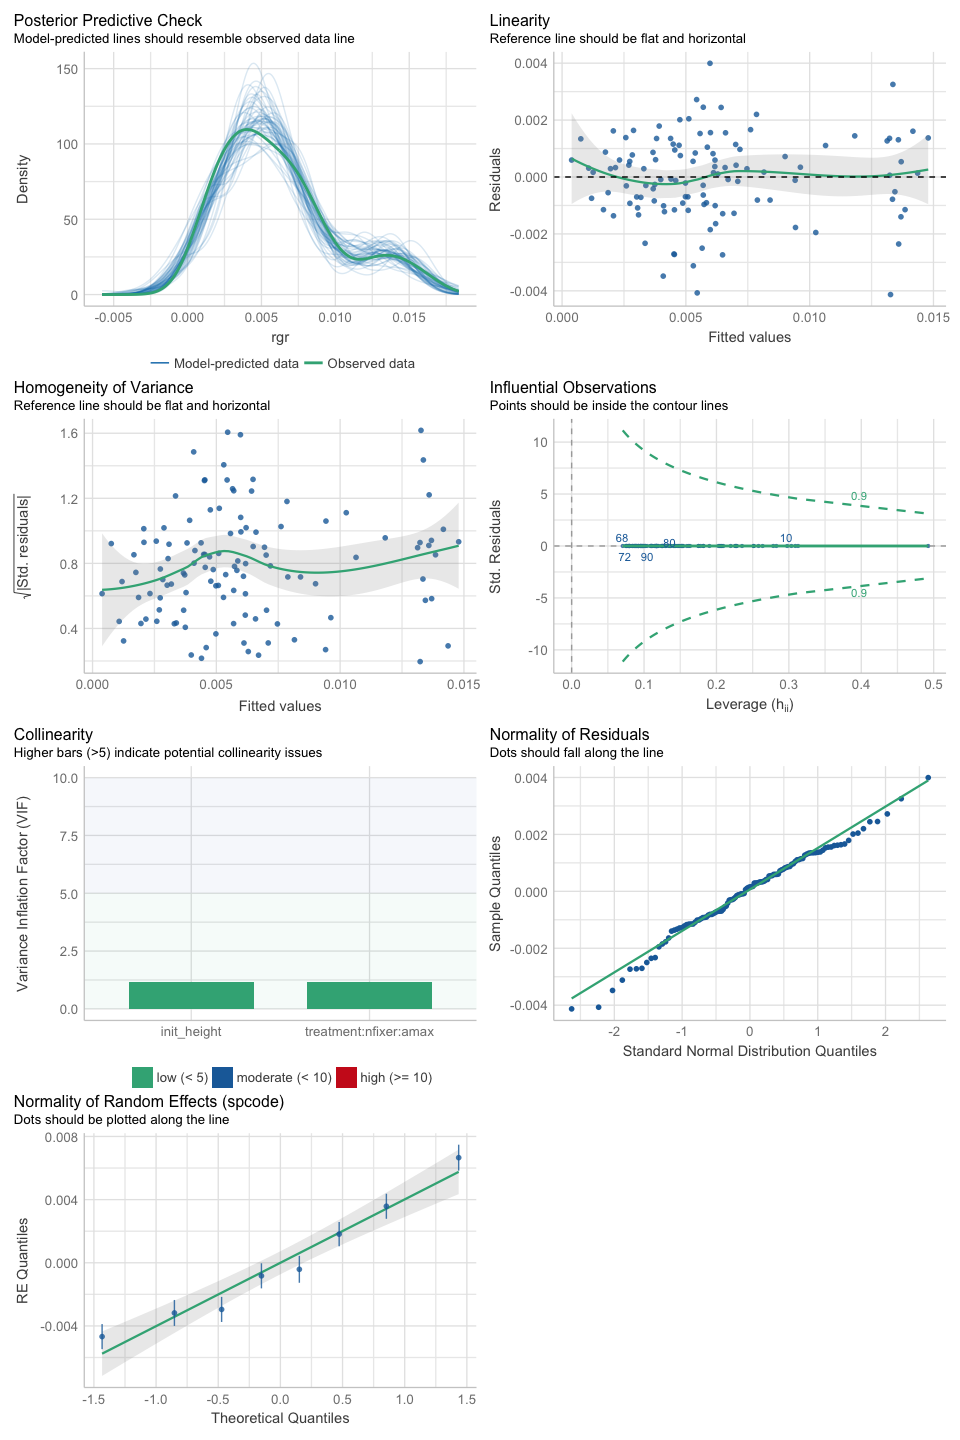 Posterior Predictive Check
Model-predicted lines should resemble observed data line
150
100
50
0
Density
-0.005 0.000 0.005 0.010 0.015
rgr
Model-predicted data Observed data
Linearity
Reference line should be flat and horizontal
0.004
0.002
0.000
-0.002
-0.004
Residuals
0.000 0.005 0.010 0.015
Fitted values
Homogeneity of Variance
Reference line should be flat and horizontal
1.6
1.2
0.8
0.4
√|Std. residuals|
0.000 0.005 0.010 0.015
Fitted values
Influential Observations
Points should be inside the contour lines
10
5
0
-5
-10
Std. Residuals
0.9
68 80 10
72 90
0.9
0.0 0.1 0.2 0.3 0.4 0.5
Leverage (hii)
Collinearity
Higher bars (>5) indicate potential collinearity issues
10.0
7.5
5.0
2.5
0.0
Variance Inflation Factor (VIF)
init_height treatment:nfixer:amax
low (< 5) moderate (< 10) high (>= 10)
Normality of Residuals
Dots should fall along the line
0.004
0.002
0.000
-0.002
-0.004
Sample Quantiles
-2 -1 0 1 2
Standard Normal Distribution Quantiles
Normality of Random Effects (spcode)
Dots should be plotted along the line
0.008
0.004
0.000
-0.004
RE Quantiles
-1.5 -1.0 -0.5 0.0 0.5 1.0 1.5
Theoretical Quantiles